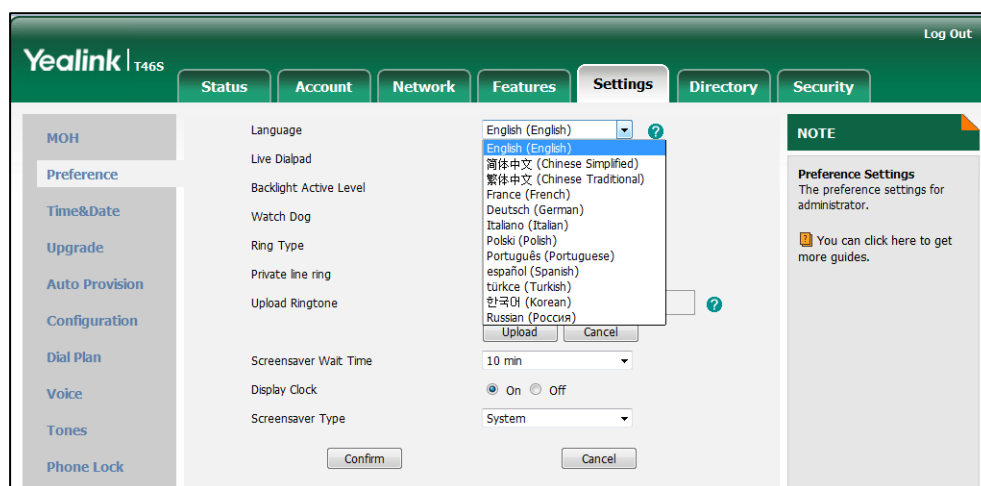 Log Out
Yealink | T46S
Status Account Network Features Settings Directory Security
MOH
Preference
Time&Date
Upgrade
Auto Provision
Configuration
Dial Plan
Voice
Tones
Phone Lock
Language English (English) ?
English (English)
简体中文 (Chinese Simplified)
繁体中文 (Chinese Traditional)
France (French)
Deutsch (German)
Italiano (Italian)
Polski (Polish)
Português (Portuguese)
español (Spanish)
türkce (Turkish)
한국어 (Korean)
Russian (Россия)
Live Dialpad
Backlight Active Level
Watch Dog
Ring Type
Private line ring
Upload Ringtone ?
Upload Cancel
Screensaver Wait Time 10 min
Display Clock On Off
Screensaver Type System
Confirm Cancel
NOTE
Preference Settings
The preference settings for
administrator.
? You can click here to get
more guides.